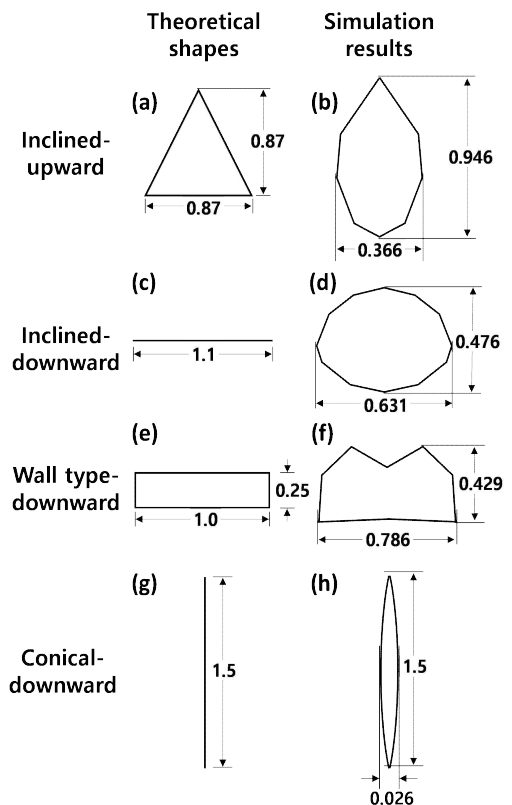 Theoretical
shapes
Simulation
results
(a)
(b)
Inclined-
upward
0.87
0.87
0.946
0.366
(c)
(d)
Inclined-
downward
1.1
0.476
0.631
(e)
(f)
Wall type-
downward
0.25
1.0
0.429
0.786
(g)
(h)
Conical-
downward
1.5
1.5
0.026